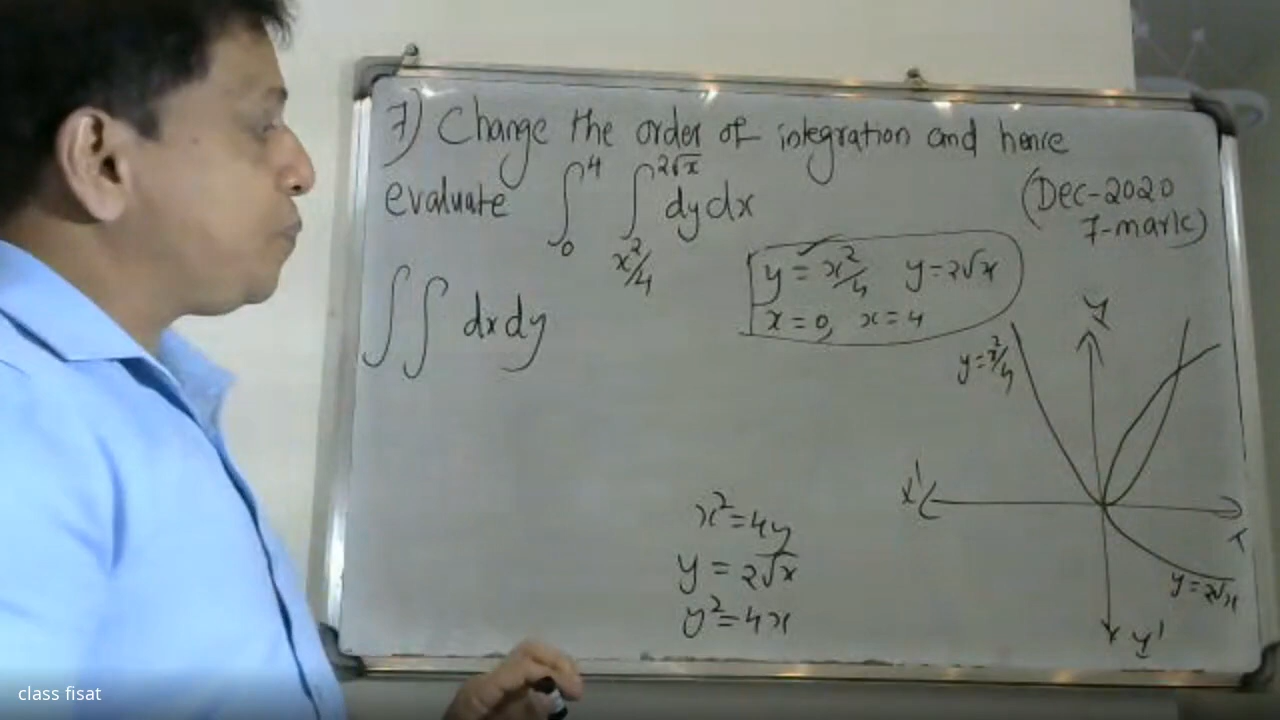 7) Change the order of integration and hence
evaluate ∫₀⁴ ∫_{x²/4}^{2√x} dy dx
(Dec-2020
7-mark)
y = x²/4 y = 2√x
x = 0, x = 4
∫∫ dx dy
y
y = x²/4
x'
x
y = 2√x
y'
x² = 4y
y = 2√x
y² = 4x
class fisat